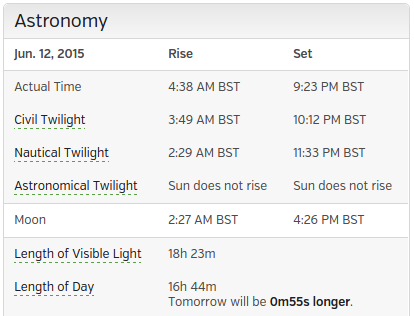 Astronomy
Jun. 12, 2015 Rise Set
Actual Time 4:38 AM BST 9:23 PM BST
Civil Twilight 3:49 AM BST 10:12 PM BST
Nautical Twilight 2:29 AM BST 11:33 PM BST
Astronomical Twilight Sun does not rise Sun does not rise
Moon 2:27 AM BST 4:26 PM BST
Length of Visible Light 18h 23m
Length of Day 16h 44m
Tomorrow will be 0m55s longer.